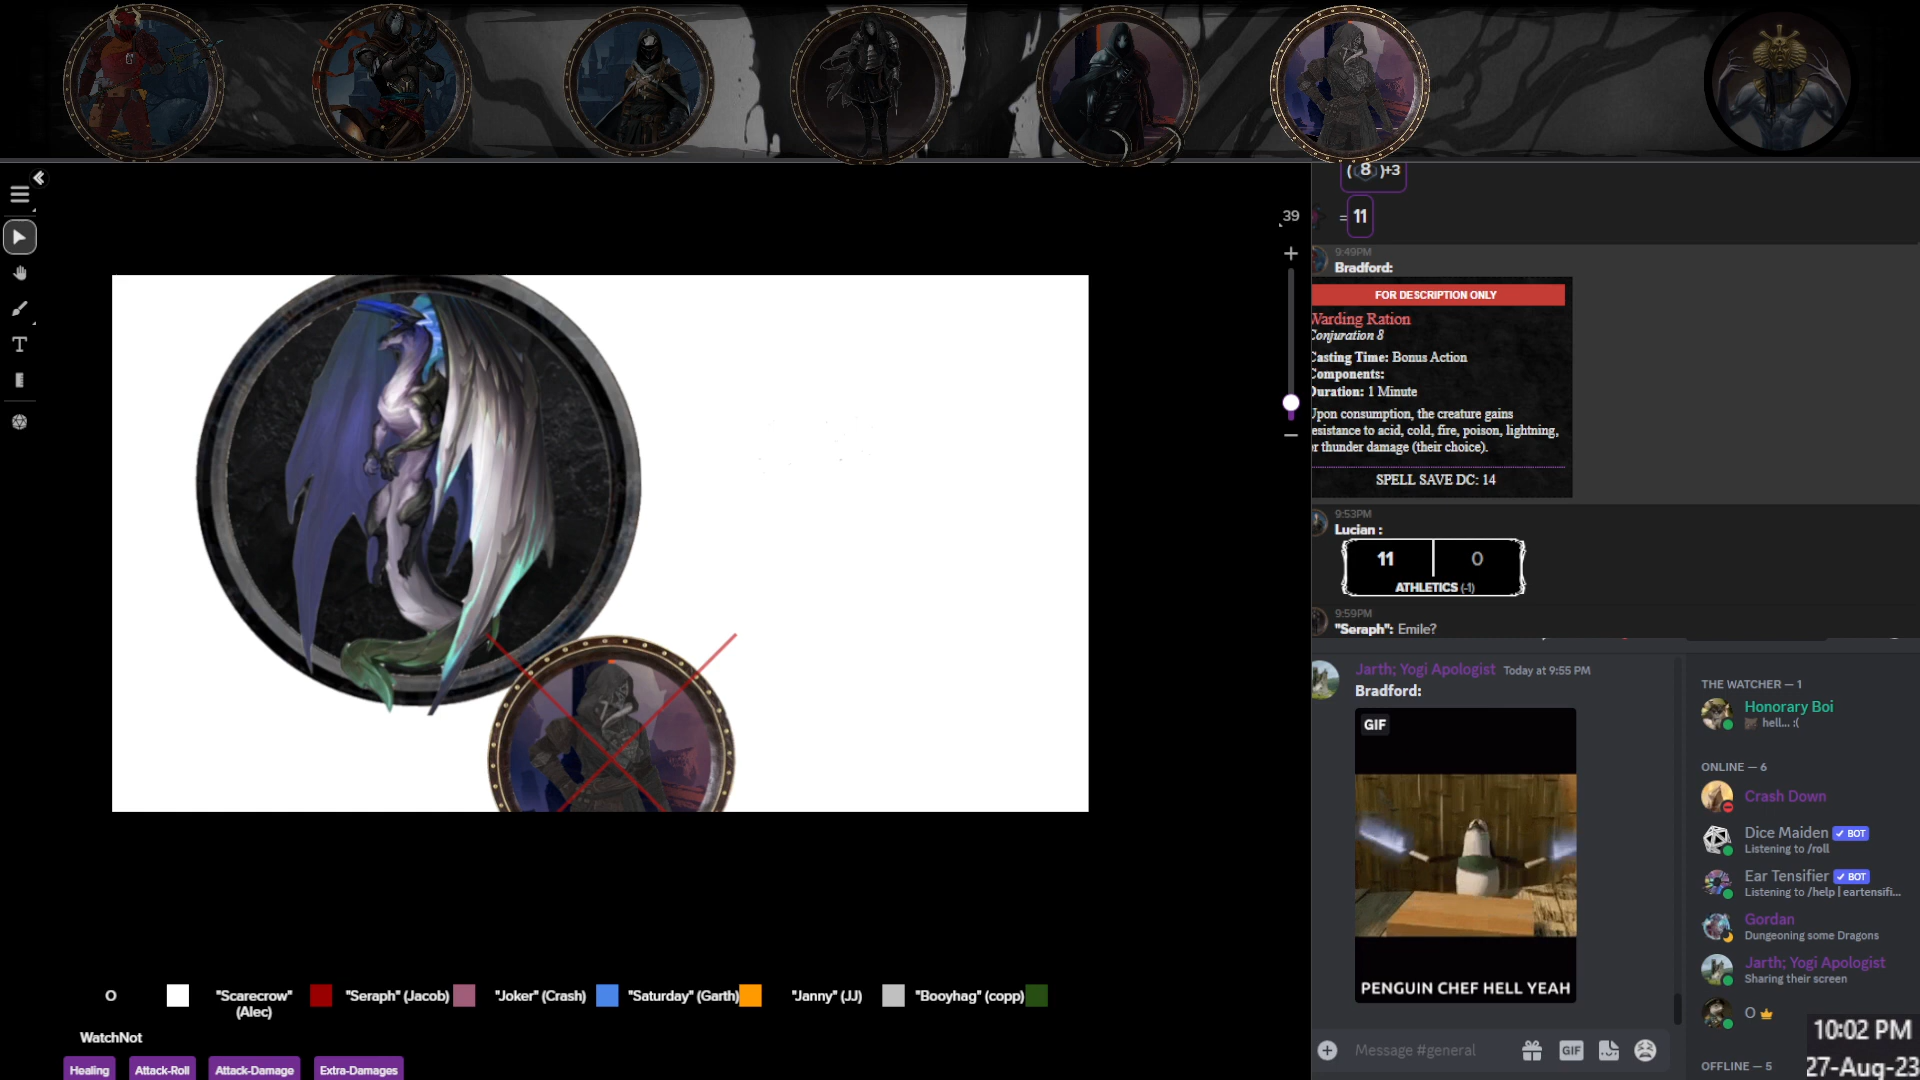 39
( 8 )+3
= 11
9:49PM
Bradford:
FOR DESCRIPTION ONLY
Warding Ration
Conjuration 8
Casting Time: Bonus Action
Components:
Duration: 1 Minute
Upon consumption, the creature gains
resistance to acid, cold, fire, poison, lightning,
or thunder damage (their choice).
SPELL SAVE DC: 14
9:53PM
Lucian :
11 0
ATHLETICS (-1)
9:59PM
"Seraph": Emile?
Jarth; Yogi Apologist Today at 9:55 PM
Bradford:
GIF
PENGUIN CHEF HELL YEAH
Message #general
GIF
THE WATCHER — 1
Honorary Boi
hell... :(
ONLINE — 6
Crash Down
Dice Maiden ✓ BOT
Listening to /roll
Ear Tensifier ✓ BOT
Listening to /help | eartensifi...
Gordan
Dungeoning some Dragons
Jarth; Yogi Apologist
Sharing their screen
O
OFFLINE — 5
10:02 PM
27-Aug-23
O
"Scarecrow"
(Alec)
"Seraph" (Jacob)
"Joker" (Crash)
"Saturday" (Garth)
"Janny" (JJ)
"Booyhag" (copp)
WatchNot
Healing
Attack-Roll
Attack-Damage
Extra-Damages